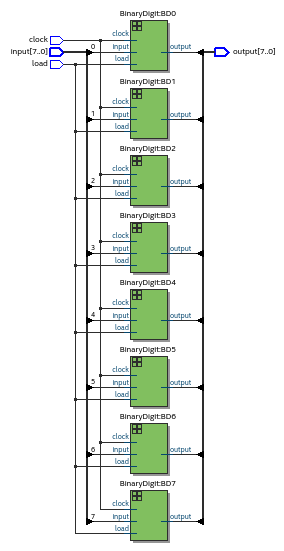 BinaryDigit:BD0
clock clock
input[7..0] 0 input output output[7..0]
load load
BinaryDigit:BD1
clock
1 input output
load
BinaryDigit:BD2
clock
2 input output
load
BinaryDigit:BD3
clock
3 input output
load
BinaryDigit:BD4
clock
4 input output
load
BinaryDigit:BD5
clock
5 input output
load
BinaryDigit:BD6
clock
6 input output
load
BinaryDigit:BD7
clock
7 input output
load